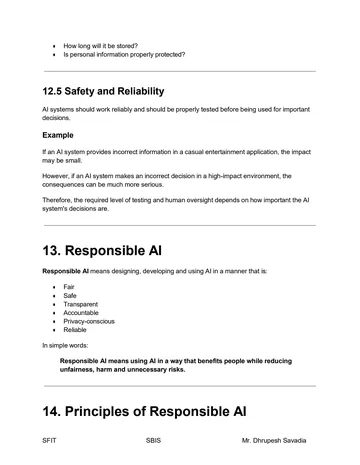 How long will it be stored?
Is personal information properly protected?
12.5 Safety and Reliability
AI systems should work reliably and should be properly tested before being used for important
decisions.
Example
If an AI system provides incorrect information in a casual entertainment application, the impact
may be small.
However, if an AI system makes an incorrect decision in a high-impact environment, the
consequences can be much more serious.
Therefore, the required level of testing and human oversight depends on how important the AI
system's decisions are.
13. Responsible AI
Responsible AI means designing, developing and using AI in a manner that is:
Fair
Safe
Transparent
Accountable
Privacy-conscious
Reliable
In simple words:
Responsible AI means using AI in a way that benefits people while reducing
unfairness, harm and unnecessary risks.
14. Principles of Responsible AI
SFIT SBIS Mr. Dhrupesh Savadia